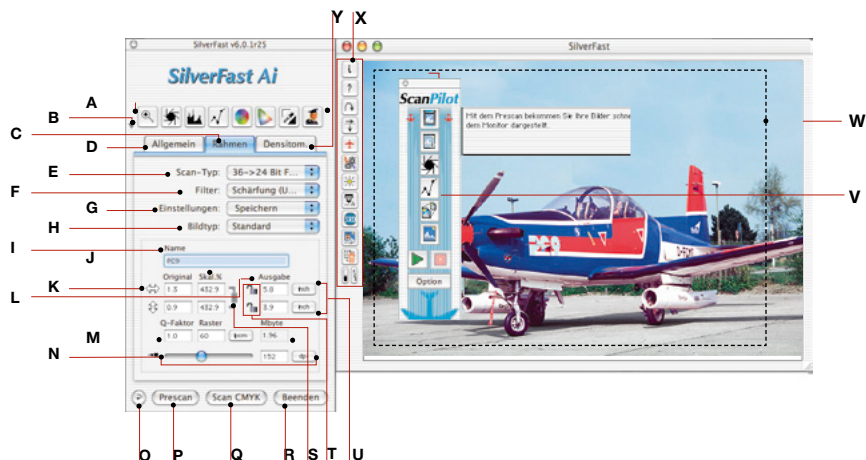 Y X
SilverFast v6.0.1r25
SilverFast
SilverFast Ai
A
B
C
D
Allgemein Rahmen Densitom.
ScanPilot
Mit dem Prescan bekommen Sie Ihre Bilder schne
dem Monitor dargestellt.
W
E
Scan-Typ: 36->24 Bit F...
F
Filter: Schärfung (U...
V
G
Einstellungen: Speichern
H
Bildtyp: Standard
I
Name
J
PC9
Original Skal.% Ausgabe
K
1.3 432.9 5.8 inch
L
0.9 432.9 3.9 inch
Option
M
Q-Faktor Raster Mbyte
1.0 60 1.96
N
152 dpi
Prescan Scan CMYK Beenden
O P Q R S T U